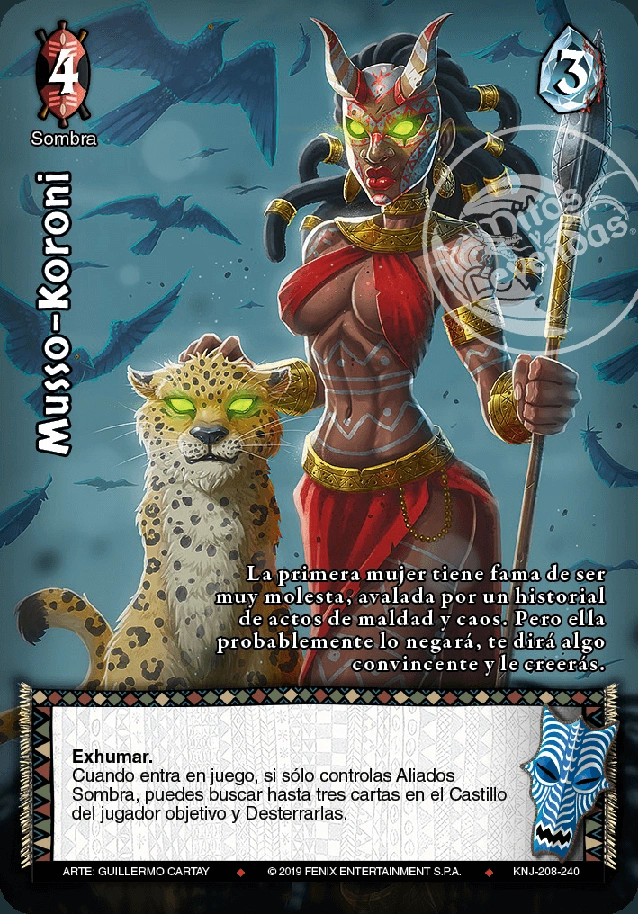 4
3
Sombra
Mitos y Leyendas
Musso-Koroni
La primera mujer tiene fama de ser
muy molesta, avalada por un historial
de actos de maldad y caos. Pero ella
probablemente lo negará, te dirá algo
convincente y le creerás.
Exhumar.
Cuando entra en juego, si sólo controlas Aliados
Sombra, puedes buscar hasta tres cartas en el Castillo
del jugador objetivo y Desterrarlas.
ARTE: GUILLERMO CARTAY ♦ © 2019 FENIX ENTERTAINMENT S.P.A. ♦ KNJ-208-240